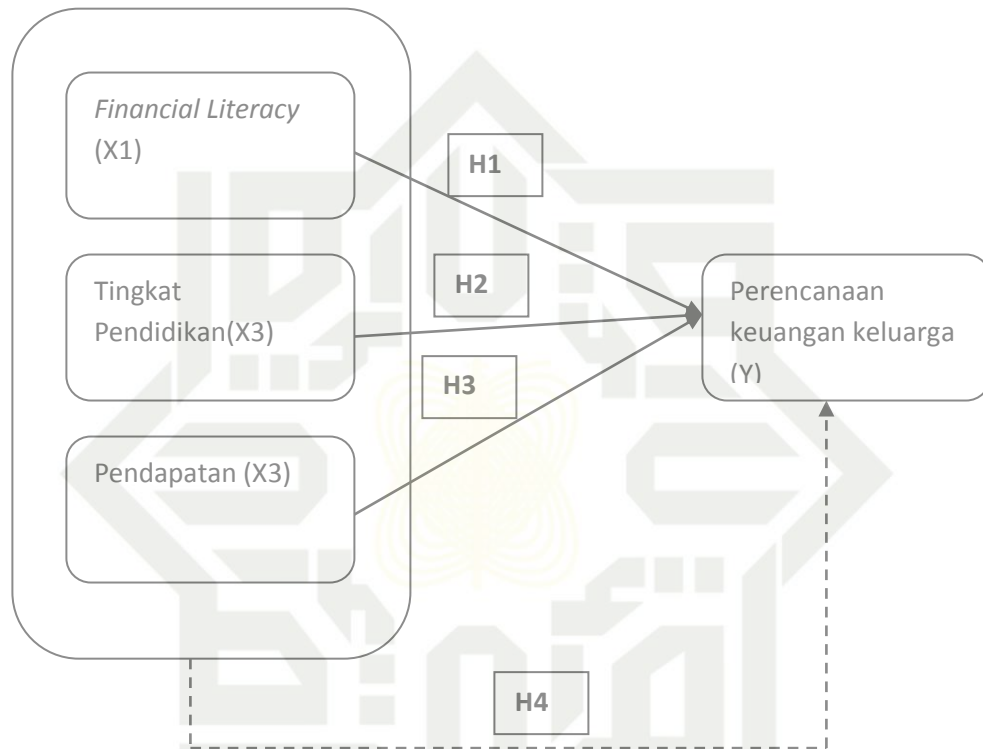 Financial Literacy
(X1)
H1
Tingkat
Pendidikan(X3)
H2
Perencanaan
keuangan keluarga
(Y)
H3
Pendapatan (X3)
H4